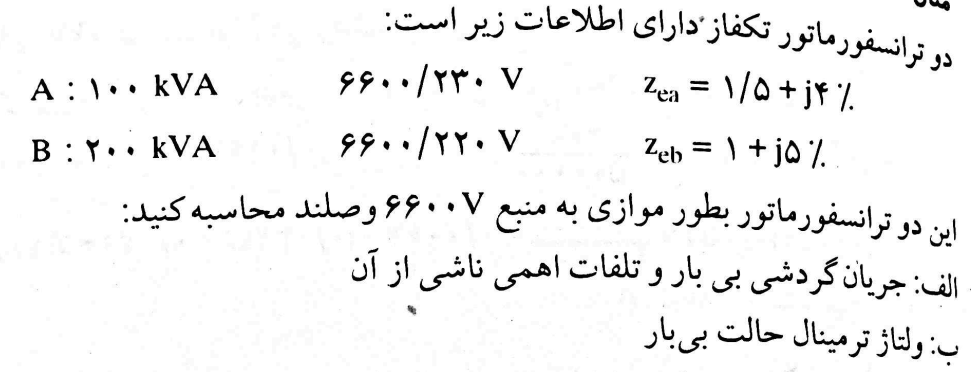 دو ترانسفورماتور تکفاز دارای اطلاعات زیر است:
A : ۱۰۰ kVA ۶۶۰۰/۲۳۰ V z_ea = ۱/۵ + j۴ ٪
B : ۲۰۰ kVA ۶۶۰۰/۲۲۰ V z_eb = ۱ + j۵ ٪
این دو ترانسفورماتور بطور موازی به منبع ۶۶۰۰V وصلند محاسبه کنید:
الف: جریان گردشی بی بار و تلفات اهمی ناشی از آن
ب: ولتاژ ترمینال حالت بی‌بار